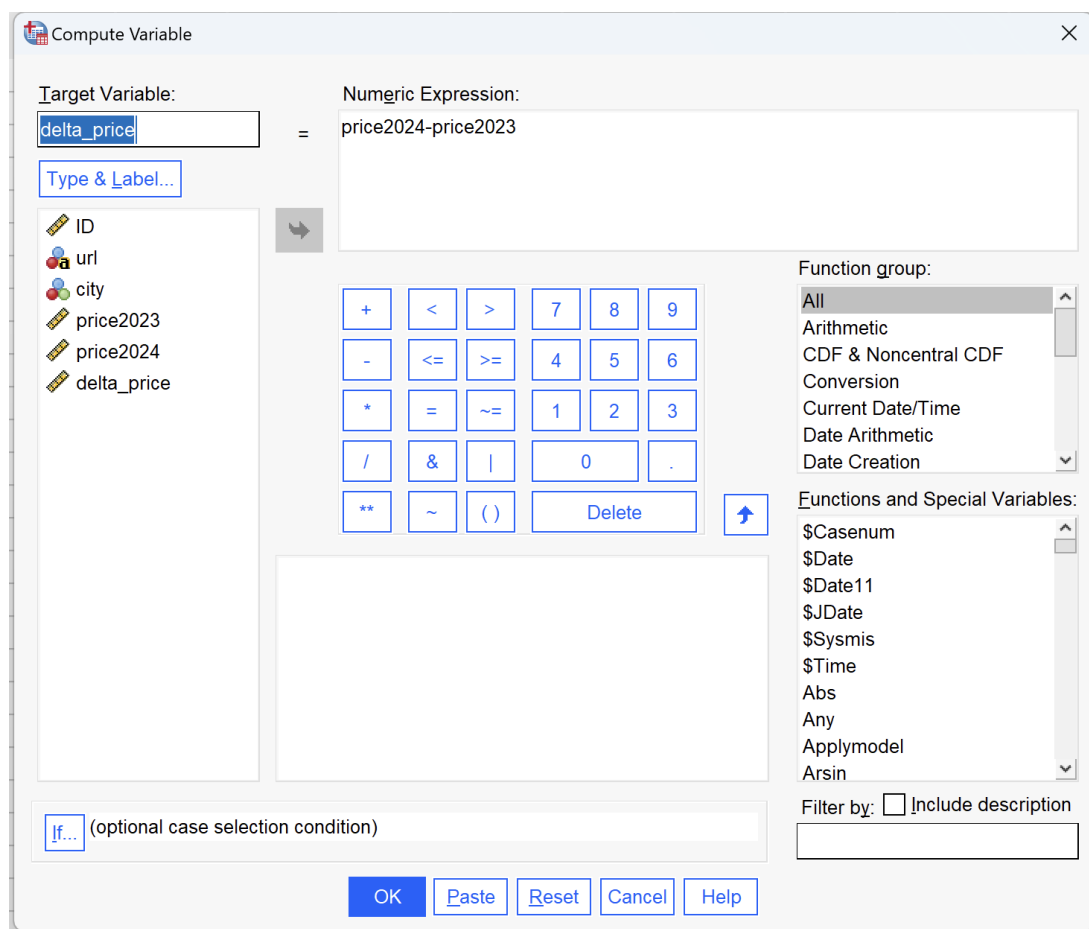 Compute Variable
Target Variable:
delta_price
=
Numeric Expression:
price2024-price2023
Type & Label...
ID
url
city
price2023
price2024
delta_price
+ < > 7 8 9
- <= >= 4 5 6
* = ~= 1 2 3
/ & | 0 .
** ~ ( ) Delete
Function group:
All
Arithmetic
CDF & Noncentral CDF
Conversion
Current Date/Time
Date Arithmetic
Date Creation
Functions and Special Variables:
$Casenum
$Date
$Date11
$JDate
$Sysmis
$Time
Abs
Any
Applymodel
Arsin
If... (optional case selection condition)
Filter by: Include description
OK Paste Reset Cancel Help